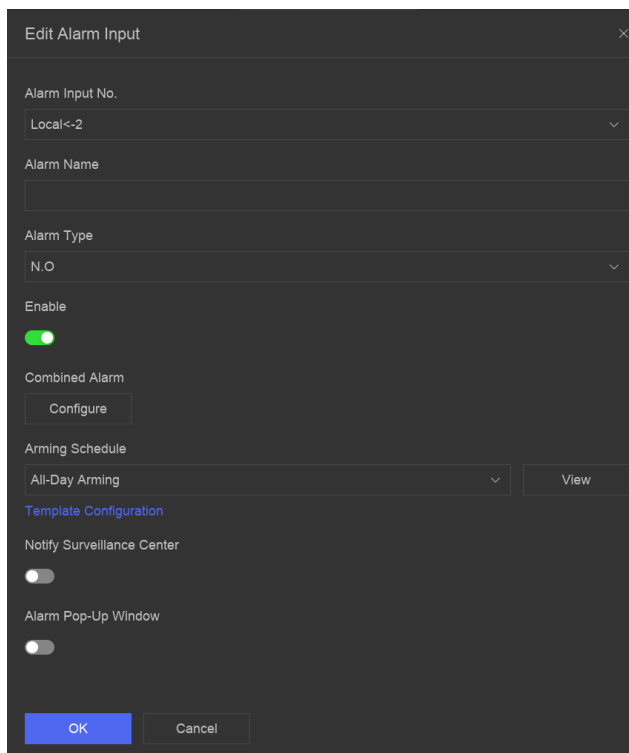 Edit Alarm Input
Alarm Input No.
Local<-2
Alarm Name
Alarm Type
N.O
Enable
Combined Alarm
Configure
Arming Schedule
All-Day Arming
View
Template Configuration
Notify Surveillance Center
Alarm Pop-Up Window
OK Cancel